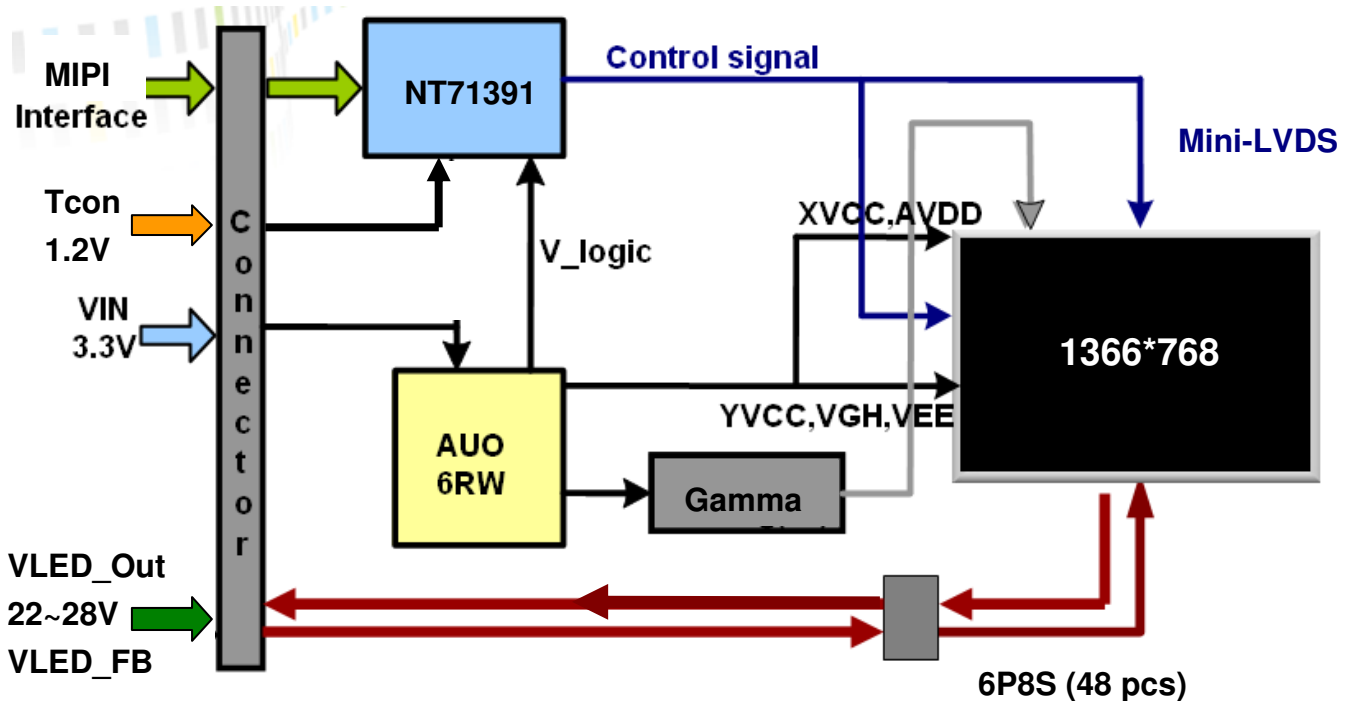 MIPI
Interface
Tcon
1.2V
VIN
3.3V
VLED_Out
22~28V
VLED_FB
Connector
NT71391
Control signal
Mini-LVDS
XVCC,AVDD
V_logic
1366*768
YVCC,VGH,VEE
AUO
6RW
Gamma
6P8S (48 pcs)